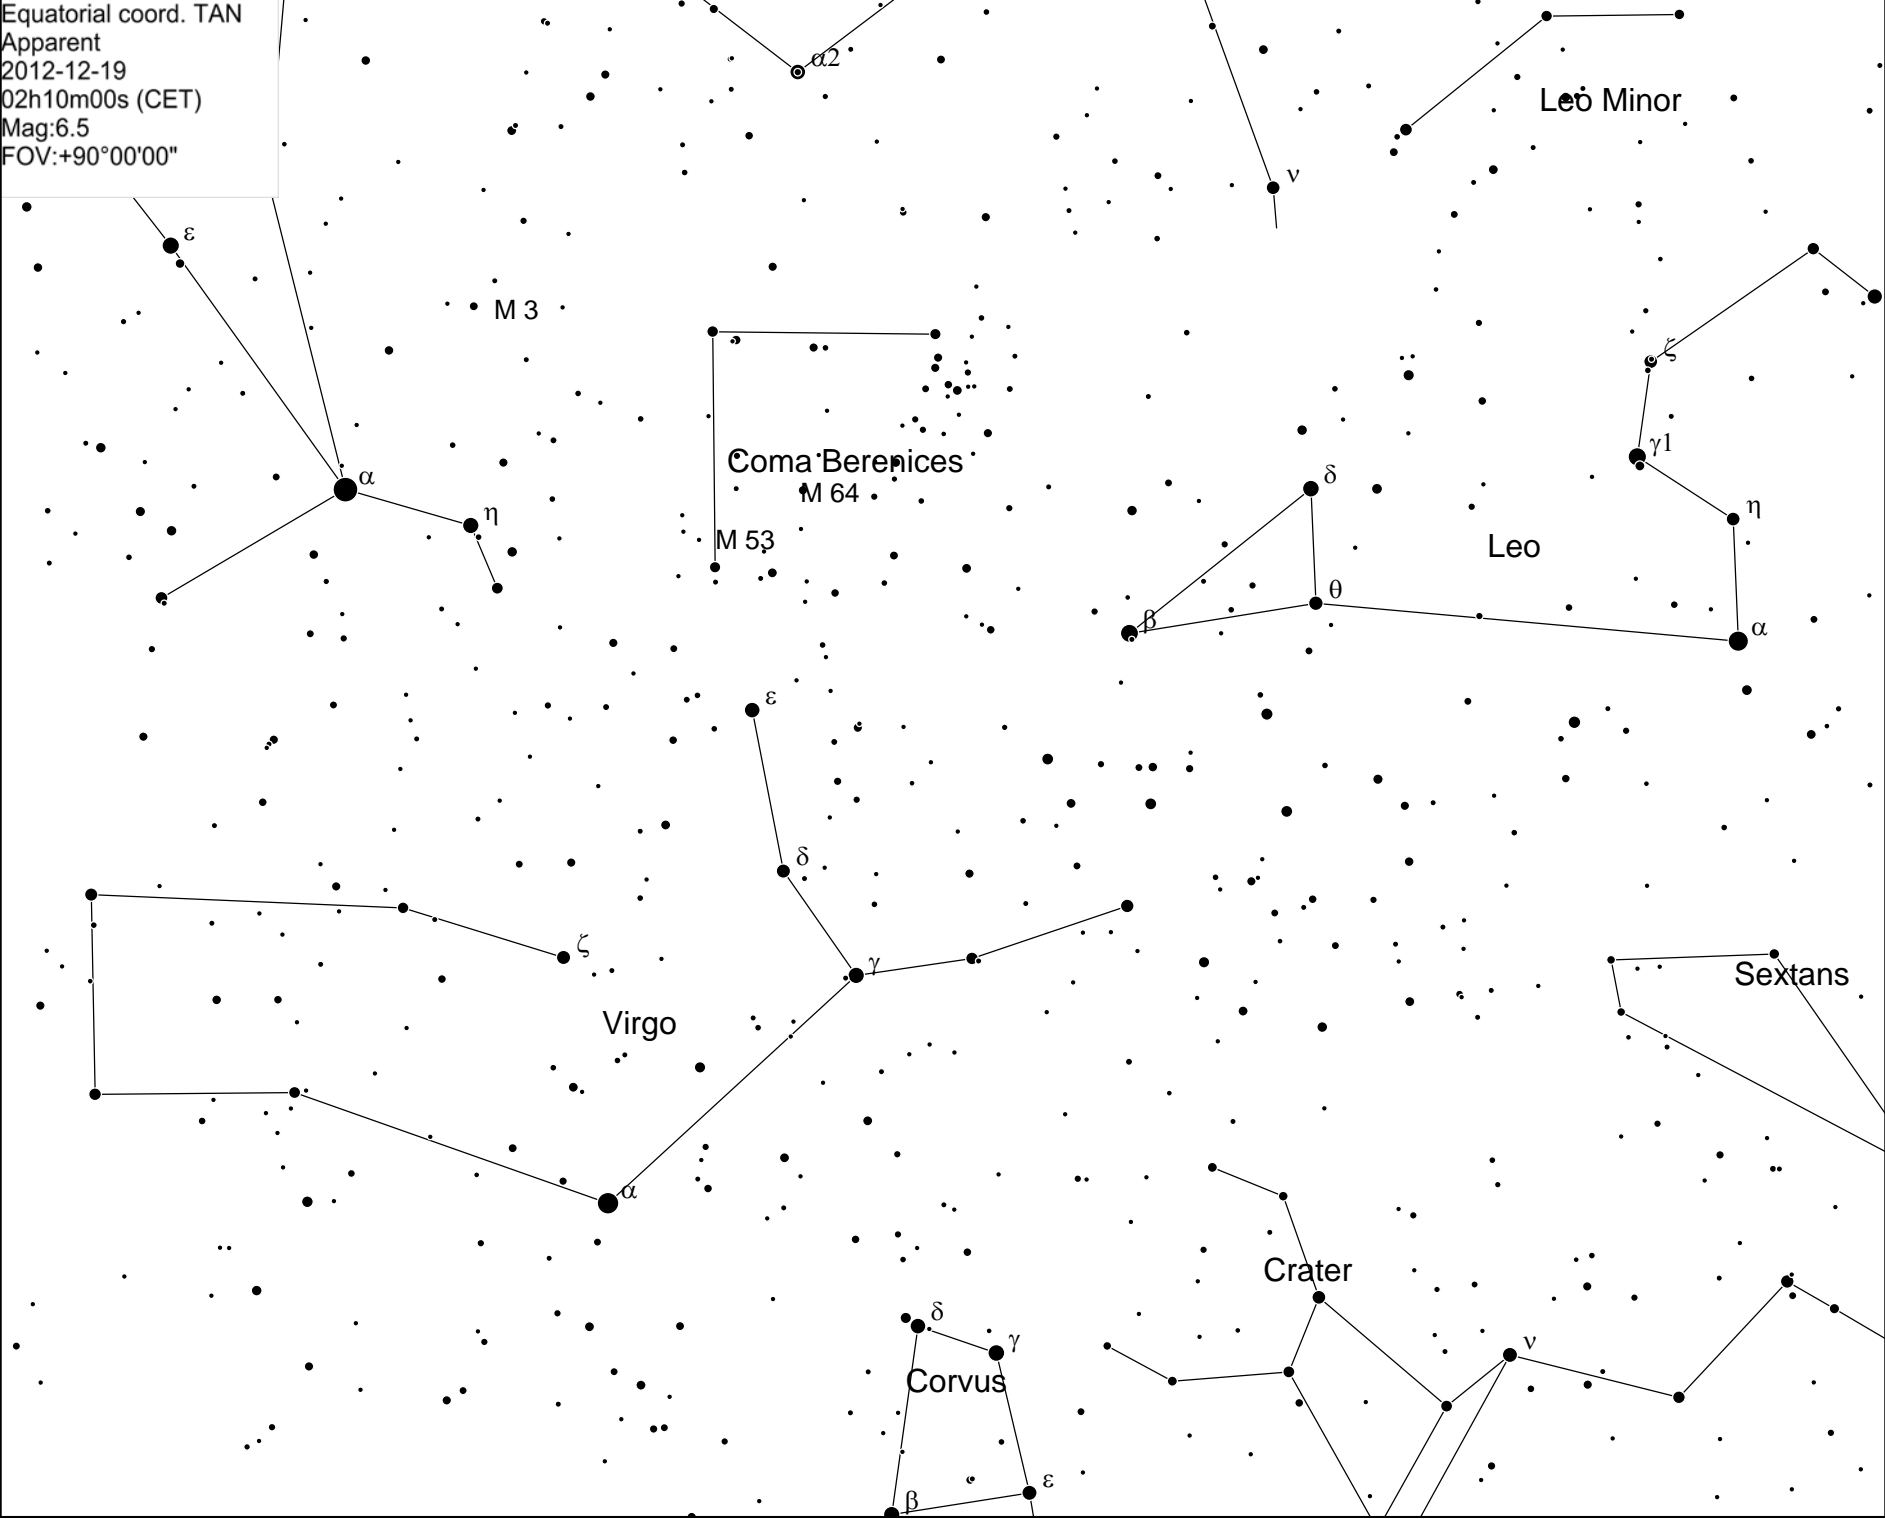 Equatorial coord. TAN
Apparent
2012-12-19
02h10m00s (CET)
Mag:6.5
FOV:+90°00'00"
α2
Leo Minor
ν
ε
M 3
ζ
γ1
Coma Berenices
α
δ
M 64
η
η
M 53
Leo
θ
β
α
ε
δ
ζ
γ
Sextans
Virgo
α
Crater
δ
γ
ν
Corvus
ε
β